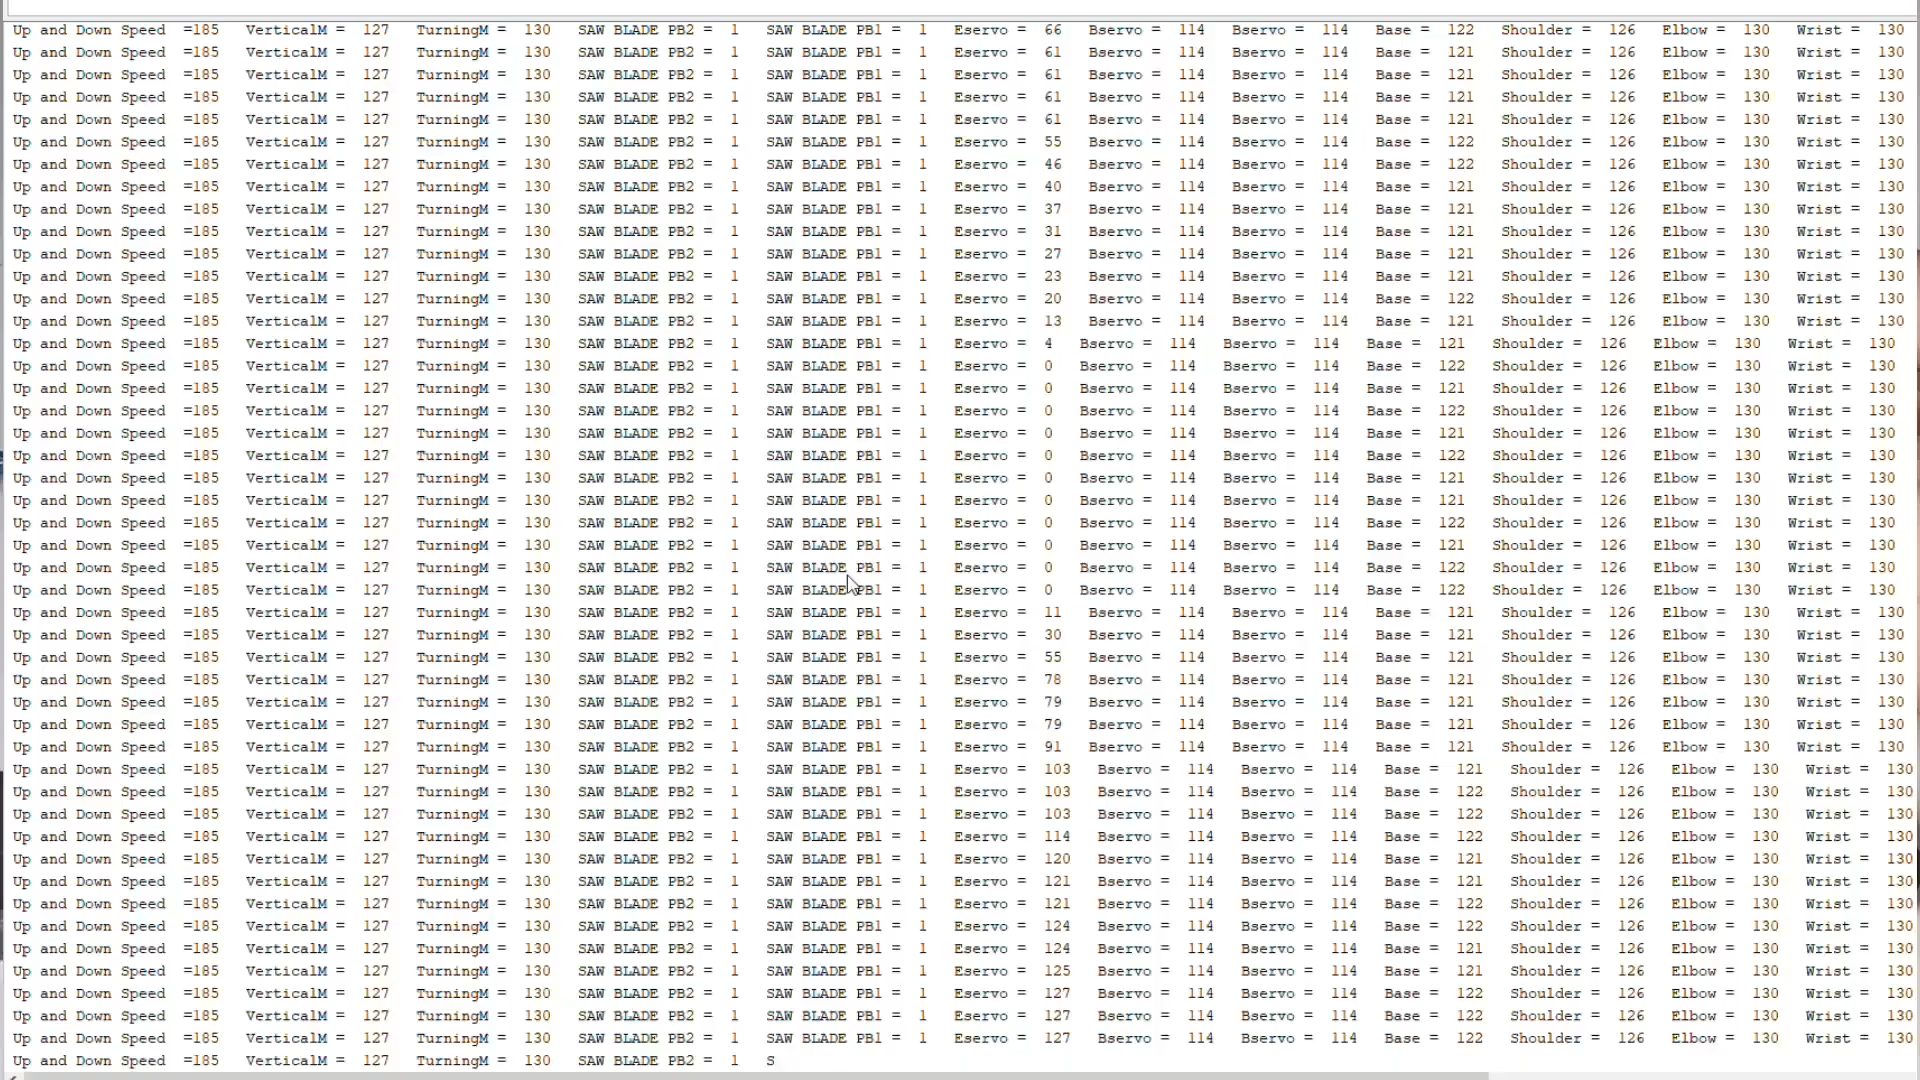 Up and Down Speed =185 VerticalM = 127 TurningM = 130 SAW BLADE PB2 = 1 SAW BLADE PB1 = 1 Eservo = 66 Bservo = 114 Bservo = 114 Base = 122 Shoulder = 126 Elbow = 130 Wrist = 130
Up and Down Speed =185 VerticalM = 127 TurningM = 130 SAW BLADE PB2 = 1 SAW BLADE PB1 = 1 Eservo = 61 Bservo = 114 Bservo = 114 Base = 122 Shoulder = 126 Elbow = 130 Wrist = 130
Up and Down Speed =185 VerticalM = 127 TurningM = 130 SAW BLADE PB2 = 1 SAW BLADE PB1 = 1 Eservo = 61 Bservo = 114 Bservo = 114 Base = 121 Shoulder = 126 Elbow = 130 Wrist = 130
Up and Down Speed =185 VerticalM = 127 TurningM = 130 SAW BLADE PB2 = 1 SAW BLADE PB1 = 1 Eservo = 61 Bservo = 114 Bservo = 114 Base = 121 Shoulder = 126 Elbow = 130 Wrist = 130
Up and Down Speed =185 VerticalM = 127 TurningM = 130 SAW BLADE PB2 = 1 SAW BLADE PB1 = 1 Eservo = 61 Bservo = 114 Bservo = 114 Base = 121 Shoulder = 126 Elbow = 130 Wrist = 130
Up and Down Speed =185 VerticalM = 127 TurningM = 130 SAW BLADE PB2 = 1 SAW BLADE PB1 = 1 Eservo = 55 Bservo = 114 Bservo = 114 Base = 122 Shoulder = 126 Elbow = 130 Wrist = 130
Up and Down Speed =185 VerticalM = 127 TurningM = 130 SAW BLADE PB2 = 1 SAW BLADE PB1 = 1 Eservo = 46 Bservo = 114 Bservo = 114 Base = 122 Shoulder = 126 Elbow = 130 Wrist = 130
Up and Down Speed =185 VerticalM = 127 TurningM = 130 SAW BLADE PB2 = 1 SAW BLADE PB1 = 1 Eservo = 40 Bservo = 114 Bservo = 114 Base = 121 Shoulder = 126 Elbow = 130 Wrist = 130
Up and Down Speed =185 VerticalM = 127 TurningM = 130 SAW BLADE PB2 = 1 SAW BLADE PB1 = 1 Eservo = 37 Bservo = 114 Bservo = 114 Base = 121 Shoulder = 126 Elbow = 130 Wrist = 130
Up and Down Speed =185 VerticalM = 127 TurningM = 130 SAW BLADE PB2 = 1 SAW BLADE PB1 = 1 Eservo = 31 Bservo = 114 Bservo = 114 Base = 121 Shoulder = 126 Elbow = 130 Wrist = 130
Up and Down Speed =185 VerticalM = 127 TurningM = 130 SAW BLADE PB2 = 1 SAW BLADE PB1 = 1 Eservo = 27 Bservo = 114 Bservo = 114 Base = 121 Shoulder = 126 Elbow = 130 Wrist = 130
Up and Down Speed =185 VerticalM = 127 TurningM = 130 SAW BLADE PB2 = 1 SAW BLADE PB1 = 1 Eservo = 23 Bservo = 114 Bservo = 114 Base = 121 Shoulder = 126 Elbow = 130 Wrist = 130
Up and Down Speed =185 VerticalM = 127 TurningM = 130 SAW BLADE PB2 = 1 SAW BLADE PB1 = 1 Eservo = 20 Bservo = 114 Bservo = 114 Base = 122 Shoulder = 126 Elbow = 130 Wrist = 130
Up and Down Speed =185 VerticalM = 127 TurningM = 130 SAW BLADE PB2 = 1 SAW BLADE PB1 = 1 Eservo = 13 Bservo = 114 Bservo = 114 Base = 121 Shoulder = 126 Elbow = 130 Wrist = 130
Up and Down Speed =185 VerticalM = 127 TurningM = 130 SAW BLADE PB2 = 1 SAW BLADE PB1 = 1 Eservo = 4 Bservo = 114 Bservo = 114 Base = 121 Shoulder = 126 Elbow = 130 Wrist = 130
Up and Down Speed =185 VerticalM = 127 TurningM = 130 SAW BLADE PB2 = 1 SAW BLADE PB1 = 1 Eservo = 0 Bservo = 114 Bservo = 114 Base = 122 Shoulder = 126 Elbow = 130 Wrist = 130
Up and Down Speed =185 VerticalM = 127 TurningM = 130 SAW BLADE PB2 = 1 SAW BLADE PB1 = 1 Eservo = 0 Bservo = 114 Bservo = 114 Base = 121 Shoulder = 126 Elbow = 130 Wrist = 130
Up and Down Speed =185 VerticalM = 127 TurningM = 130 SAW BLADE PB2 = 1 SAW BLADE PB1 = 1 Eservo = 0 Bservo = 114 Bservo = 114 Base = 122 Shoulder = 126 Elbow = 130 Wrist = 130
Up and Down Speed =185 VerticalM = 127 TurningM = 130 SAW BLADE PB2 = 1 SAW BLADE PB1 = 1 Eservo = 0 Bservo = 114 Bservo = 114 Base = 121 Shoulder = 126 Elbow = 130 Wrist = 130
Up and Down Speed =185 VerticalM = 127 TurningM = 130 SAW BLADE PB2 = 1 SAW BLADE PB1 = 1 Eservo = 0 Bservo = 114 Bservo = 114 Base = 122 Shoulder = 126 Elbow = 130 Wrist = 130
Up and Down Speed =185 VerticalM = 127 TurningM = 130 SAW BLADE PB2 = 1 SAW BLADE PB1 = 1 Eservo = 0 Bservo = 114 Bservo = 114 Base = 121 Shoulder = 126 Elbow = 130 Wrist = 130
Up and Down Speed =185 VerticalM = 127 TurningM = 130 SAW BLADE PB2 = 1 SAW BLADE PB1 = 1 Eservo = 0 Bservo = 114 Bservo = 114 Base = 121 Shoulder = 126 Elbow = 130 Wrist = 130
Up and Down Speed =185 VerticalM = 127 TurningM = 130 SAW BLADE PB2 = 1 SAW BLADE PB1 = 1 Eservo = 0 Bservo = 114 Bservo = 114 Base = 122 Shoulder = 126 Elbow = 130 Wrist = 130
Up and Down Speed =185 VerticalM = 127 TurningM = 130 SAW BLADE PB2 = 1 SAW BLADE PB1 = 1 Eservo = 0 Bservo = 114 Bservo = 114 Base = 121 Shoulder = 126 Elbow = 130 Wrist = 130
Up and Down Speed =185 VerticalM = 127 TurningM = 130 SAW BLADE PB2 = 1 SAW BLADE PB1 = 1 Eservo = 0 Bservo = 114 Bservo = 114 Base = 122 Shoulder = 126 Elbow = 130 Wrist = 130
Up and Down Speed =185 VerticalM = 127 TurningM = 130 SAW BLADE PB2 = 1 SAW BLADE PB1 = 1 Eservo = 0 Bservo = 114 Bservo = 114 Base = 122 Shoulder = 126 Elbow = 130 Wrist = 130
Up and Down Speed =185 VerticalM = 127 TurningM = 130 SAW BLADE PB2 = 1 SAW BLADE PB1 = 1 Eservo = 11 Bservo = 114 Bservo = 114 Base = 121 Shoulder = 126 Elbow = 130 Wrist = 130
Up and Down Speed =185 VerticalM = 127 TurningM = 130 SAW BLADE PB2 = 1 SAW BLADE PB1 = 1 Eservo = 30 Bservo = 114 Bservo = 114 Base = 121 Shoulder = 126 Elbow = 130 Wrist = 130
Up and Down Speed =185 VerticalM = 127 TurningM = 130 SAW BLADE PB2 = 1 SAW BLADE PB1 = 1 Eservo = 55 Bservo = 114 Bservo = 114 Base = 121 Shoulder = 126 Elbow = 130 Wrist = 130
Up and Down Speed =185 VerticalM = 127 TurningM = 130 SAW BLADE PB2 = 1 SAW BLADE PB1 = 1 Eservo = 78 Bservo = 114 Bservo = 114 Base = 121 Shoulder = 126 Elbow = 130 Wrist = 130
Up and Down Speed =185 VerticalM = 127 TurningM = 130 SAW BLADE PB2 = 1 SAW BLADE PB1 = 1 Eservo = 79 Bservo = 114 Bservo = 114 Base = 121 Shoulder = 126 Elbow = 130 Wrist = 130
Up and Down Speed =185 VerticalM = 127 TurningM = 130 SAW BLADE PB2 = 1 SAW BLADE PB1 = 1 Eservo = 79 Bservo = 114 Bservo = 114 Base = 121 Shoulder = 126 Elbow = 130 Wrist = 130
Up and Down Speed =185 VerticalM = 127 TurningM = 130 SAW BLADE PB2 = 1 SAW BLADE PB1 = 1 Eservo = 91 Bservo = 114 Bservo = 114 Base = 121 Shoulder = 126 Elbow = 130 Wrist = 130
Up and Down Speed =185 VerticalM = 127 TurningM = 130 SAW BLADE PB2 = 1 SAW BLADE PB1 = 1 Eservo = 103 Bservo = 114 Bservo = 114 Base = 121 Shoulder = 126 Elbow = 130 Wrist = 130
Up and Down Speed =185 VerticalM = 127 TurningM = 130 SAW BLADE PB2 = 1 SAW BLADE PB1 = 1 Eservo = 103 Bservo = 114 Bservo = 114 Base = 122 Shoulder = 126 Elbow = 130 Wrist = 130
Up and Down Speed =185 VerticalM = 127 TurningM = 130 SAW BLADE PB2 = 1 SAW BLADE PB1 = 1 Eservo = 103 Bservo = 114 Bservo = 114 Base = 122 Shoulder = 126 Elbow = 130 Wrist = 130
Up and Down Speed =185 VerticalM = 127 TurningM = 130 SAW BLADE PB2 = 1 SAW BLADE PB1 = 1 Eservo = 114 Bservo = 114 Bservo = 114 Base = 122 Shoulder = 126 Elbow = 130 Wrist = 130
Up and Down Speed =185 VerticalM = 127 TurningM = 130 SAW BLADE PB2 = 1 SAW BLADE PB1 = 1 Eservo = 120 Bservo = 114 Bservo = 114 Base = 121 Shoulder = 126 Elbow = 130 Wrist = 130
Up and Down Speed =185 VerticalM = 127 TurningM = 130 SAW BLADE PB2 = 1 SAW BLADE PB1 = 1 Eservo = 121 Bservo = 114 Bservo = 114 Base = 121 Shoulder = 126 Elbow = 130 Wrist = 130
Up and Down Speed =185 VerticalM = 127 TurningM = 130 SAW BLADE PB2 = 1 SAW BLADE PB1 = 1 Eservo = 121 Bservo = 114 Bservo = 114 Base = 122 Shoulder = 126 Elbow = 130 Wrist = 130
Up and Down Speed =185 VerticalM = 127 TurningM = 130 SAW BLADE PB2 = 1 SAW BLADE PB1 = 1 Eservo = 124 Bservo = 114 Bservo = 114 Base = 122 Shoulder = 126 Elbow = 130 Wrist = 130
Up and Down Speed =185 VerticalM = 127 TurningM = 130 SAW BLADE PB2 = 1 SAW BLADE PB1 = 1 Eservo = 124 Bservo = 114 Bservo = 114 Base = 121 Shoulder = 126 Elbow = 130 Wrist = 130
Up and Down Speed =185 VerticalM = 127 TurningM = 130 SAW BLADE PB2 = 1 SAW BLADE PB1 = 1 Eservo = 125 Bservo = 114 Bservo = 114 Base = 121 Shoulder = 126 Elbow = 130 Wrist = 130
Up and Down Speed =185 VerticalM = 127 TurningM = 130 SAW BLADE PB2 = 1 SAW BLADE PB1 = 1 Eservo = 127 Bservo = 114 Bservo = 114 Base = 122 Shoulder = 126 Elbow = 130 Wrist = 130
Up and Down Speed =185 VerticalM = 127 TurningM = 130 SAW BLADE PB2 = 1 SAW BLADE PB1 = 1 Eservo = 127 Bservo = 114 Bservo = 114 Base = 122 Shoulder = 126 Elbow = 130 Wrist = 130
Up and Down Speed =185 VerticalM = 127 TurningM = 130 SAW BLADE PB2 = 1 SAW BLADE PB1 = 1 Eservo = 127 Bservo = 114 Bservo = 114 Base = 122 Shoulder = 126 Elbow = 130 Wrist = 130
Up and Down Speed =185 VerticalM = 127 TurningM = 130 SAW BLADE PB2 = 1 S